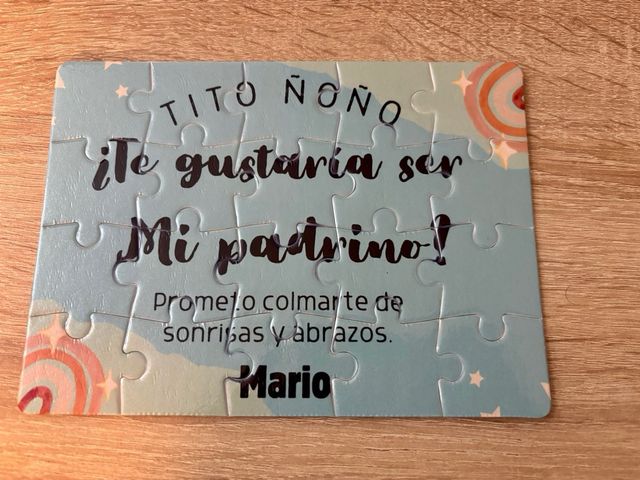 TITO ÑOÑO
¡Te gustaría ser
Mi padrino!
Prometo colmarte de
sonrisas y abrazos.
Mario